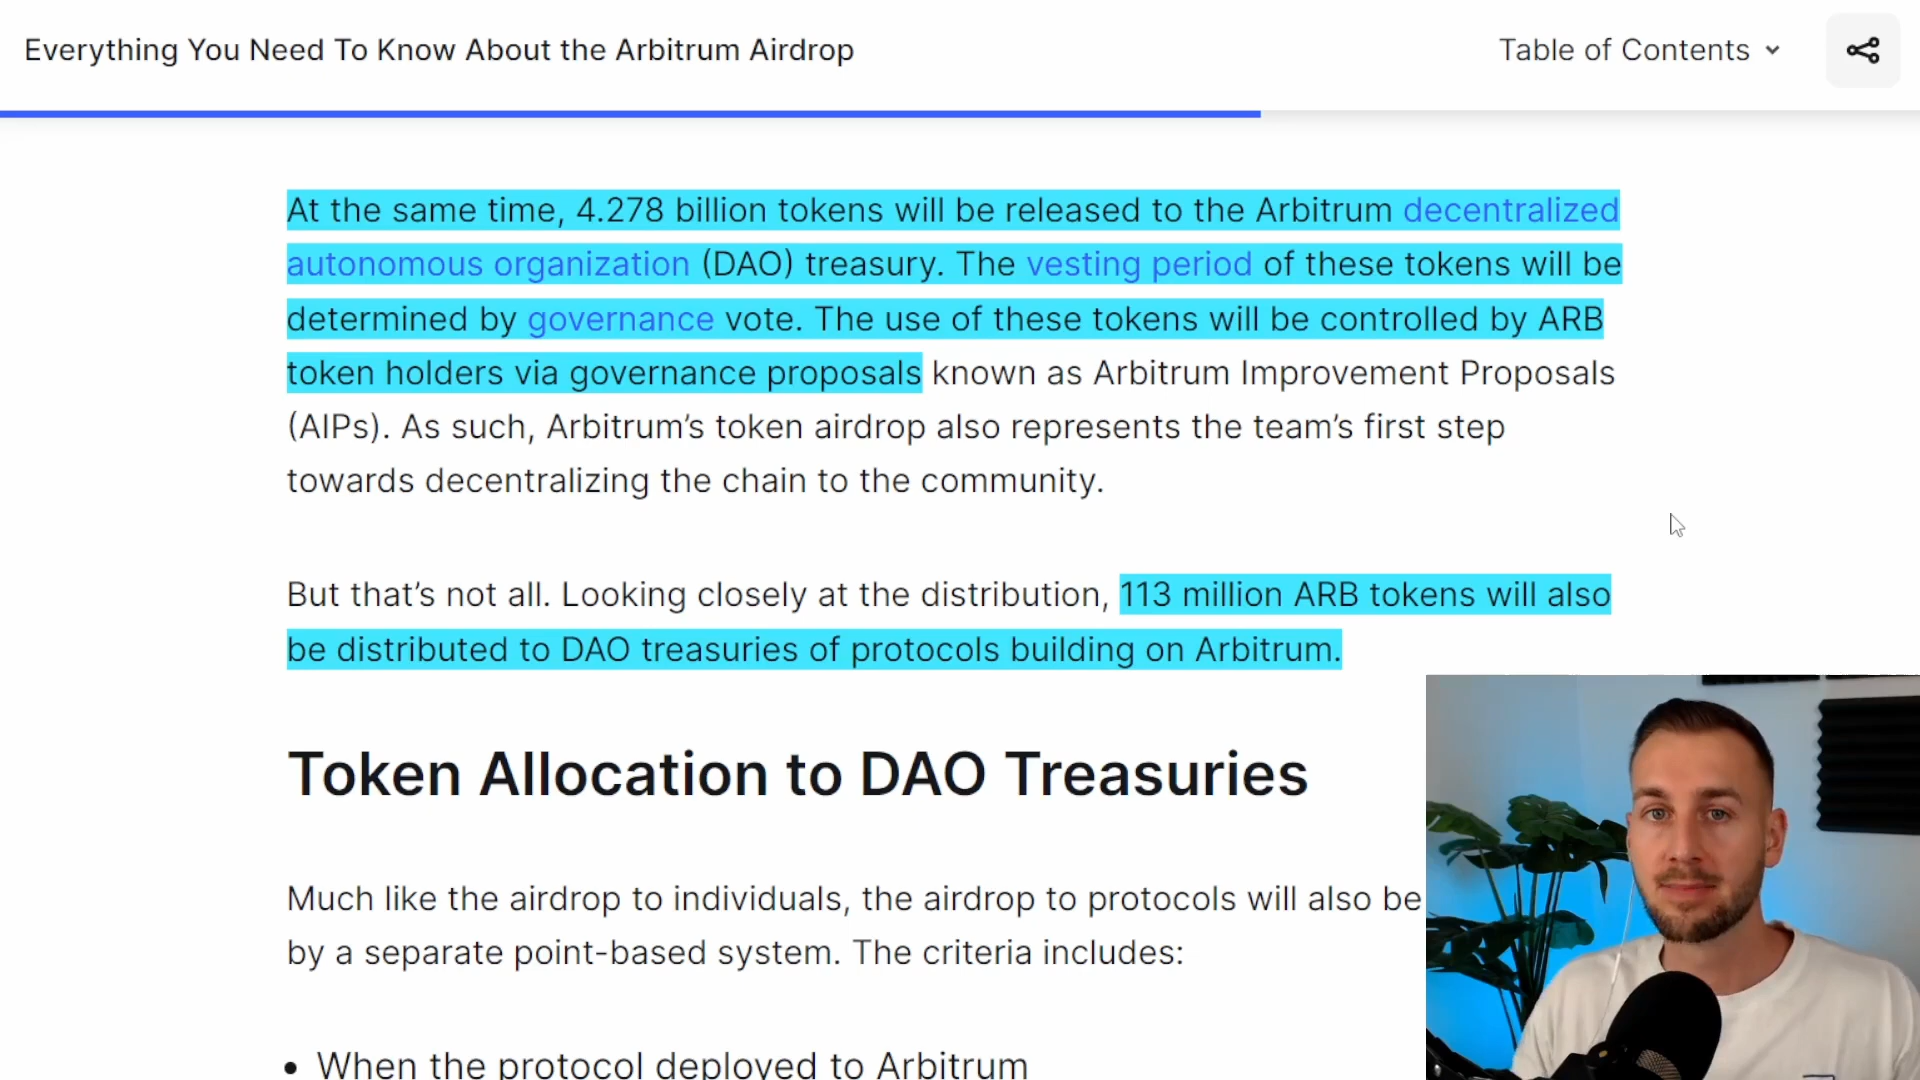 Everything You Need To Know About the Arbitrum Airdrop
Table of Contents
At the same time, 4.278 billion tokens will be released to the Arbitrum decentralized
autonomous organization (DAO) treasury. The vesting period of these tokens will be
determined by governance vote. The use of these tokens will be controlled by ARB
token holders via governance proposals known as Arbitrum Improvement Proposals
(AIPs). As such, Arbitrum’s token airdrop also represents the team’s first step
towards decentralizing the chain to the community.
But that’s not all. Looking closely at the distribution, 113 million ARB tokens will also
be distributed to DAO treasuries of protocols building on Arbitrum.
Token Allocation to DAO Treasuries
Much like the airdrop to individuals, the airdrop to protocols will also be
by a separate point-based system. The criteria includes:
• When the protocol deployed to Arbitrum